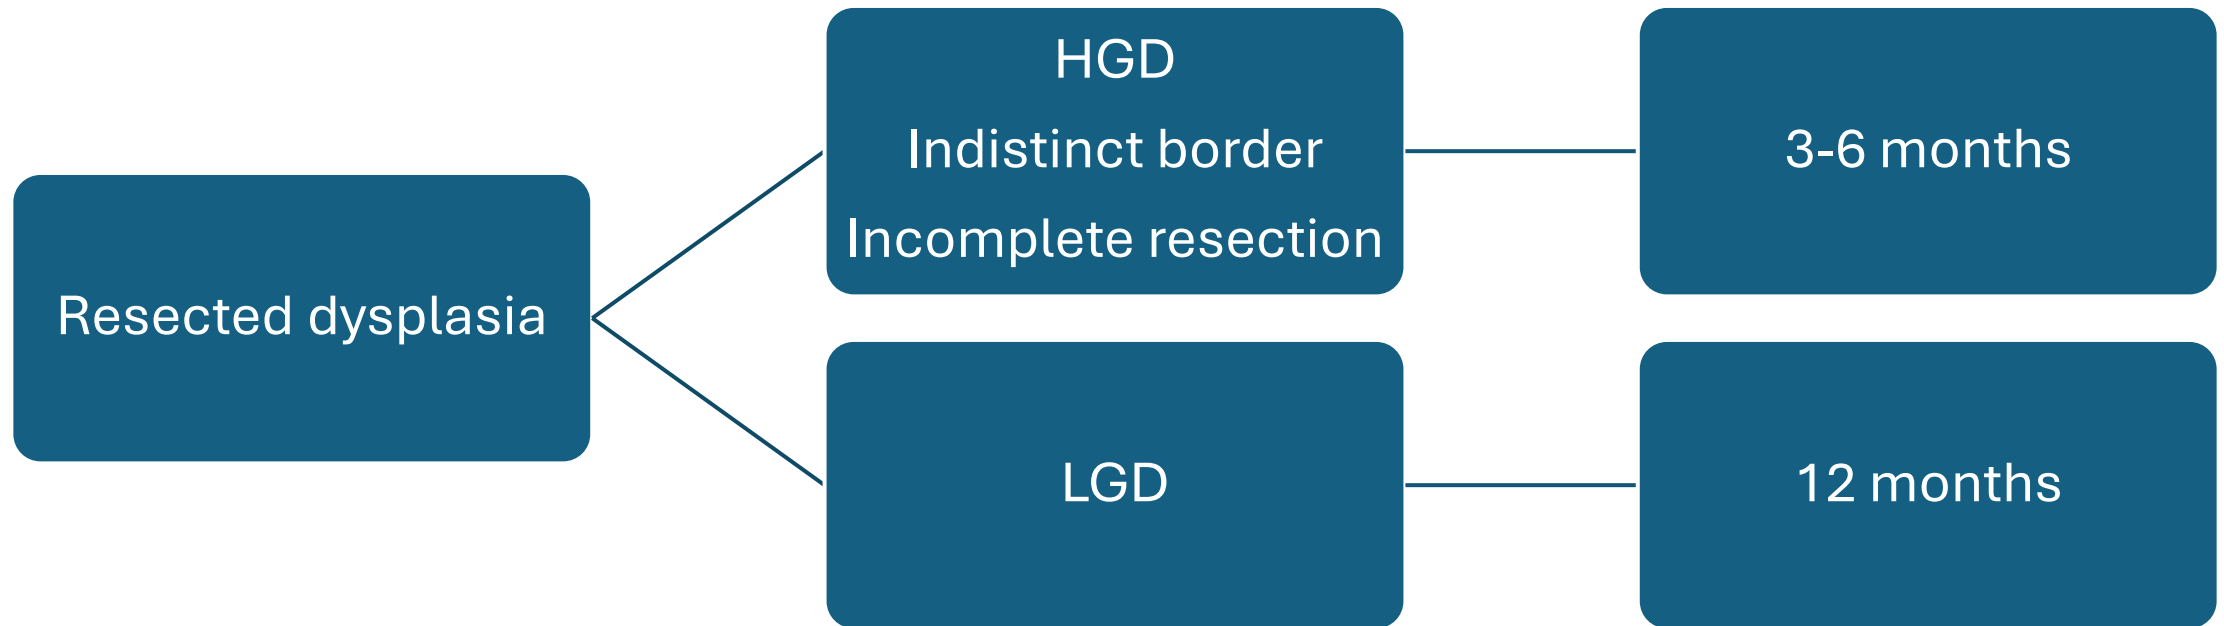 Resected dysplasia
HGD
Indistinct border
Incomplete resection
3-6 months
LGD
12 months